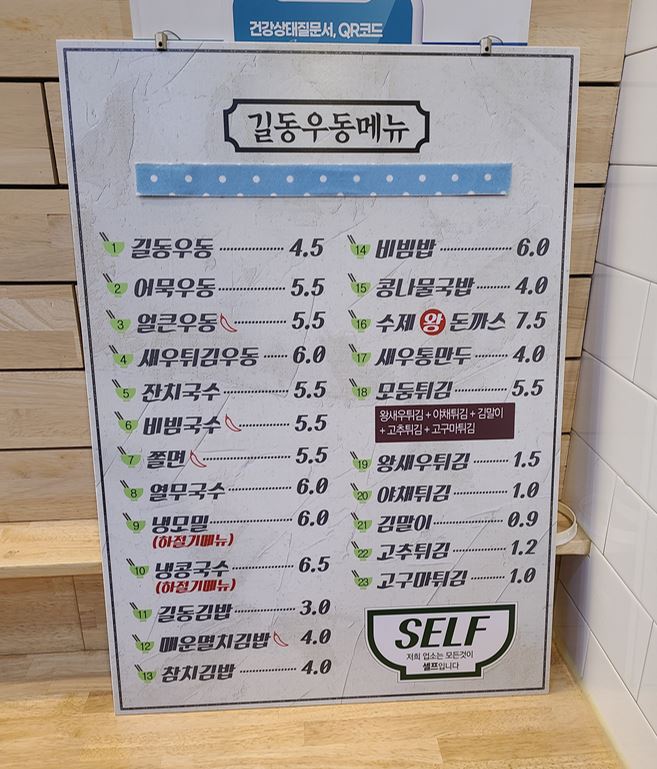 건강상태질문서, QR코드
길동우동메뉴
1 길동우동 4.5
2 어묵우동 5.5
3 얼큰우동 5.5
4 새우튀김우동 6.0
5 잔치국수 5.5
6 비빔국수 5.5
7 쫄면 5.5
8 열무국수 6.0
9 냉모밀 6.0
(하절기메뉴)
10 냉콩국수 6.5
(하절기메뉴)
11 길동김밥 3.0
12 매운멸치김밥 4.0
13 참치김밥 4.0
14 비빔밥 6.0
15 콩나물국밥 4.0
16 수제 왕 돈까스 7.5
17 새우통만두 4.0
18 모둠튀김 5.5
왕새우튀김 + 야채튀김 + 김말이
+ 고추튀김 + 고구마튀김
19 왕새우튀김 1.5
20 야채튀김 1.0
21 김말이 0.9
22 고추튀김 1.2
23 고구마튀김 1.0
SELF
저희 업소는 모든것이
셀프입니다